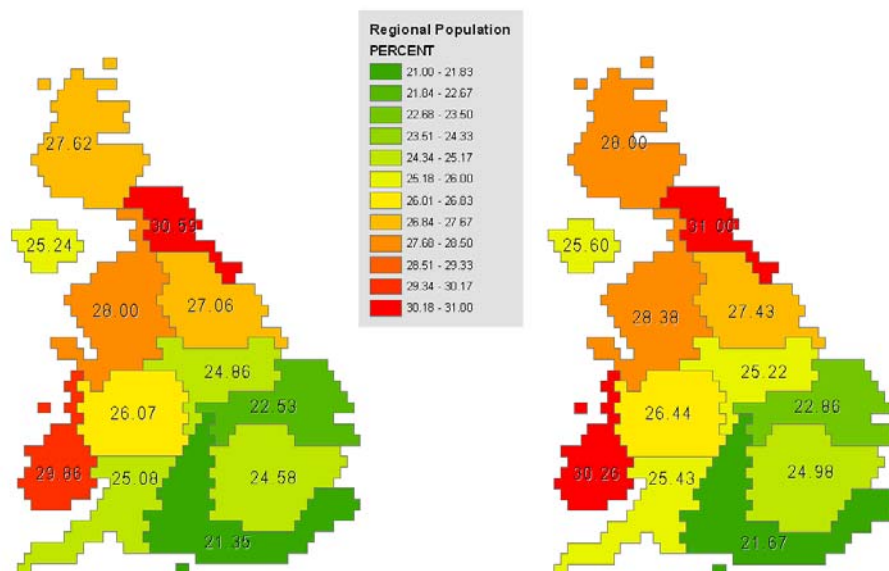 Regional Population
PERCENT
21.00 - 21.83
21.84 - 22.67
22.68 - 23.50
23.51 - 24.33
24.34 - 25.17
25.18 - 26.00
26.01 - 26.83
26.84 - 27.67
27.68 - 28.50
28.51 - 29.33
29.34 - 30.17
30.18 - 31.00
27.62
30.59
25.24
28.00
27.06
24.86
26.07
22.53
29.86
25.08
24.58
21.35
28.00
31.00
25.60
28.38
27.43
25.22
26.44
22.86
30.26
25.43
24.98
21.67